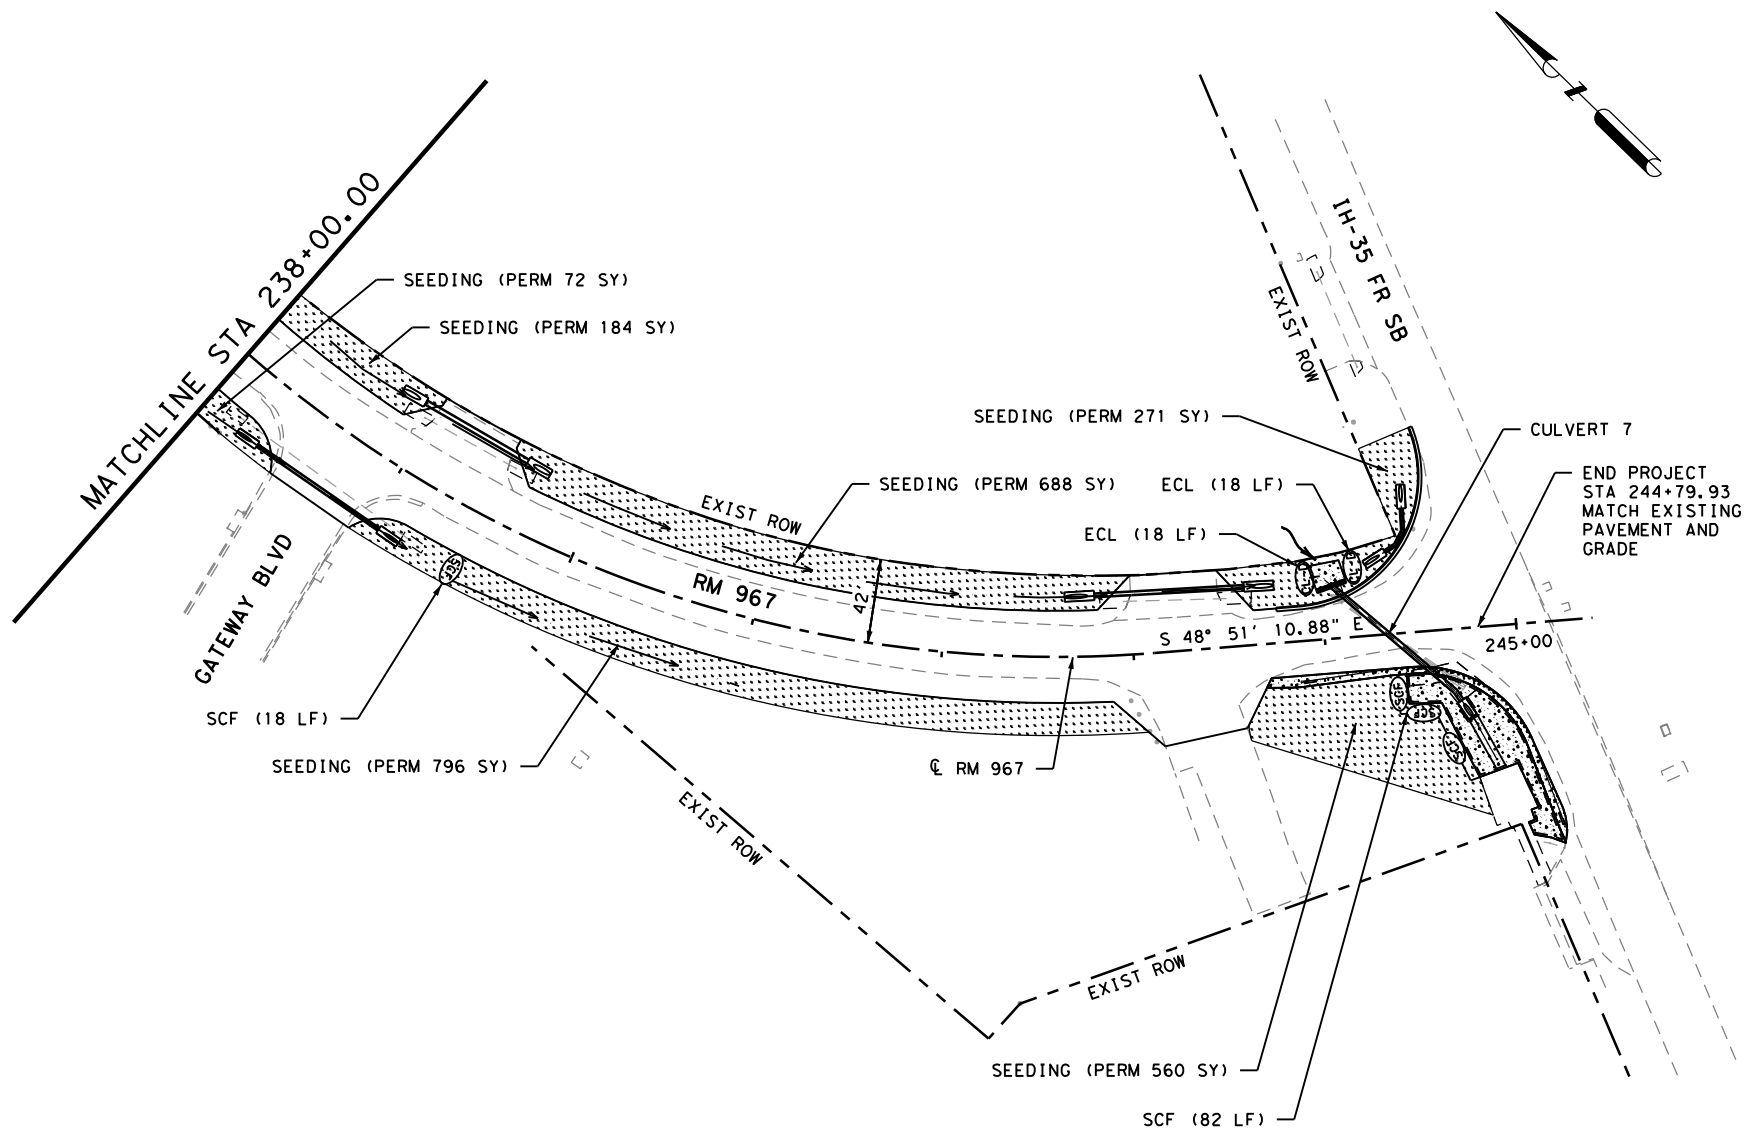 MATCHLINE STA 238+00.00
SEEDING (PERM 72 SY)
SEEDING (PERM 184 SY)
IH-35 FR SB
EXIST ROW
SEEDING (PERM 271 SY)
CULVERT 7
SEEDING (PERM 688 SY)
ECL (18 LF)
END PROJECT
STA 244+79.93
MATCH EXISTING
PAVEMENT AND
GRADE
EXIST ROW
ECL (18 LF)
GATEWAY BLVD
SCF
RM 967
42'
S 48° 51' 10.88" E
245+00
SCF (18 LF)
SCF
SCF
SCF
SEEDING (PERM 796 SY)
℄ RM 967
EXIST ROW
EXIST ROW
SEEDING (PERM 560 SY)
SCF (82 LF)
Z